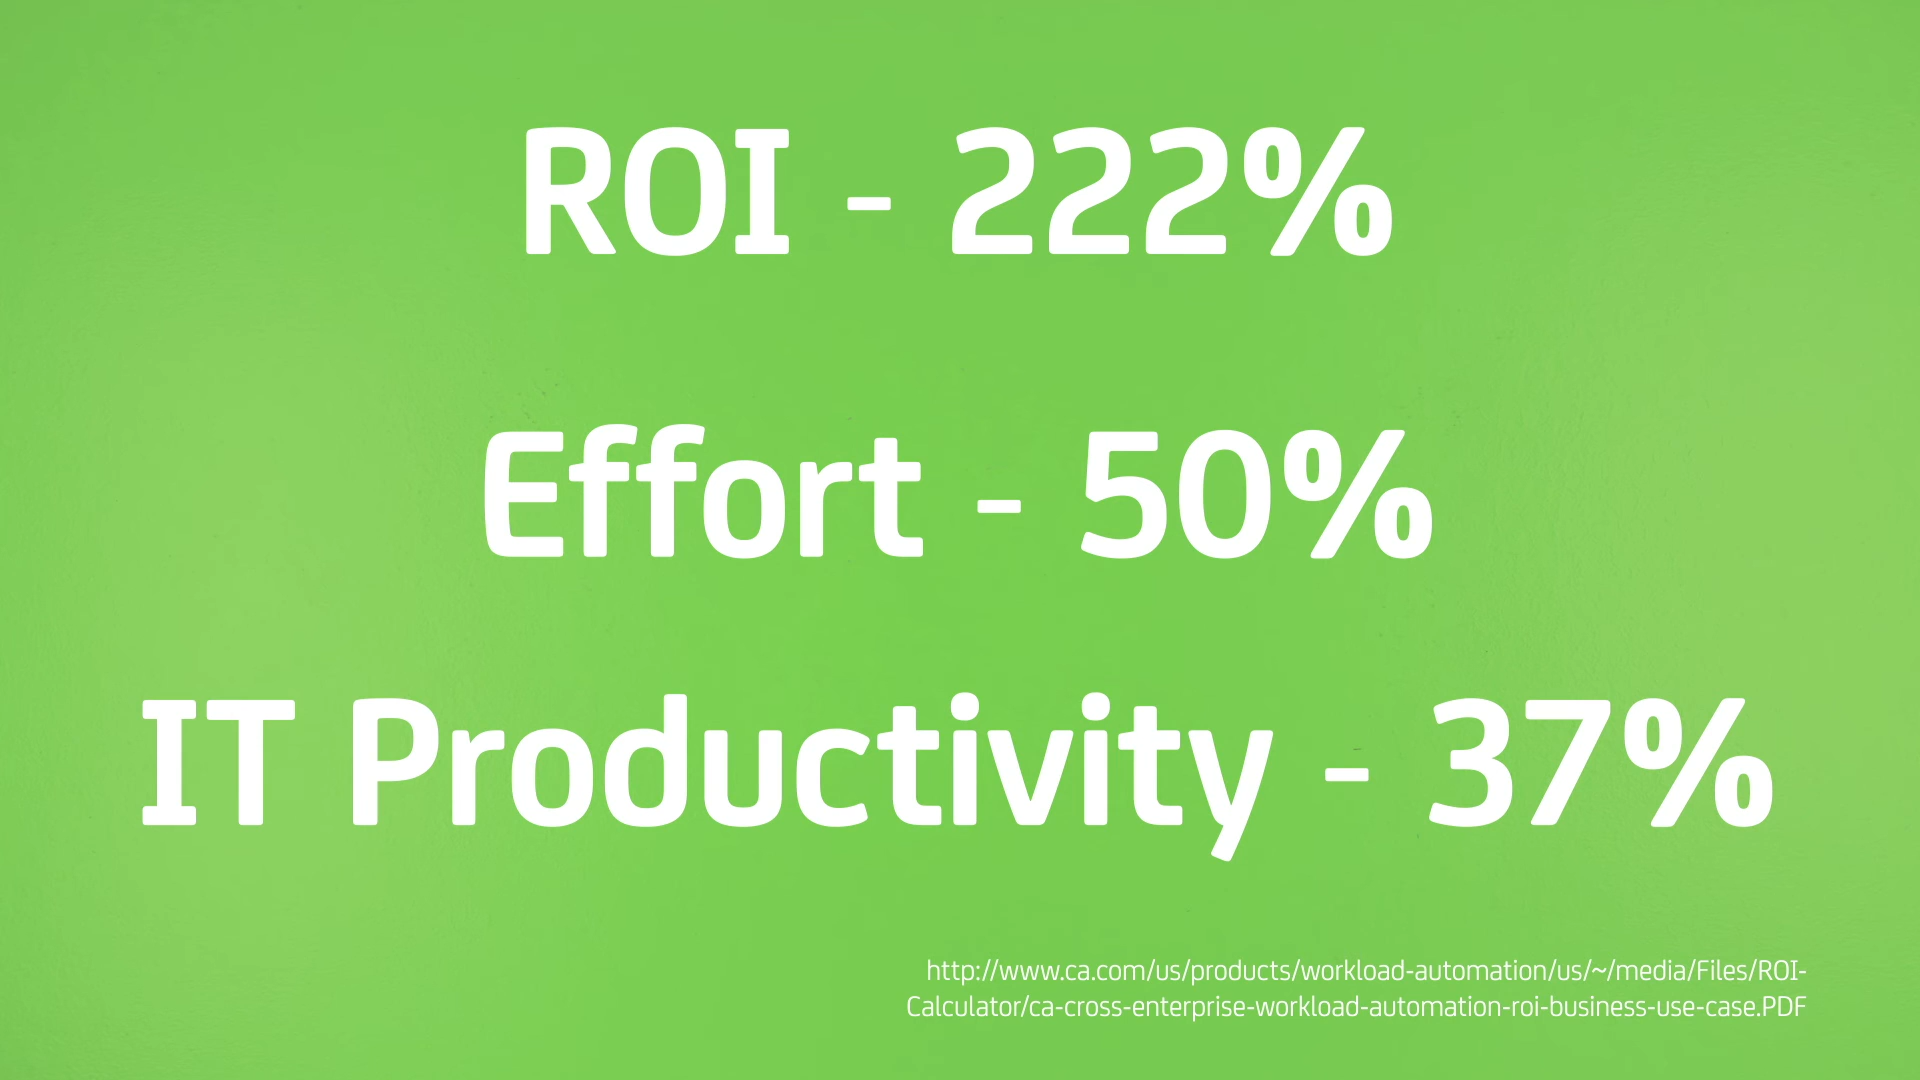 ROI - 222%
Effort - 50%
IT Productivity - 37%
http://www.ca.com/us/products/workload-automation/us/~/media/Files/ROI-
Calculator/ca-cross-enterprise-workload-automation-roi-business-use-case.PDF